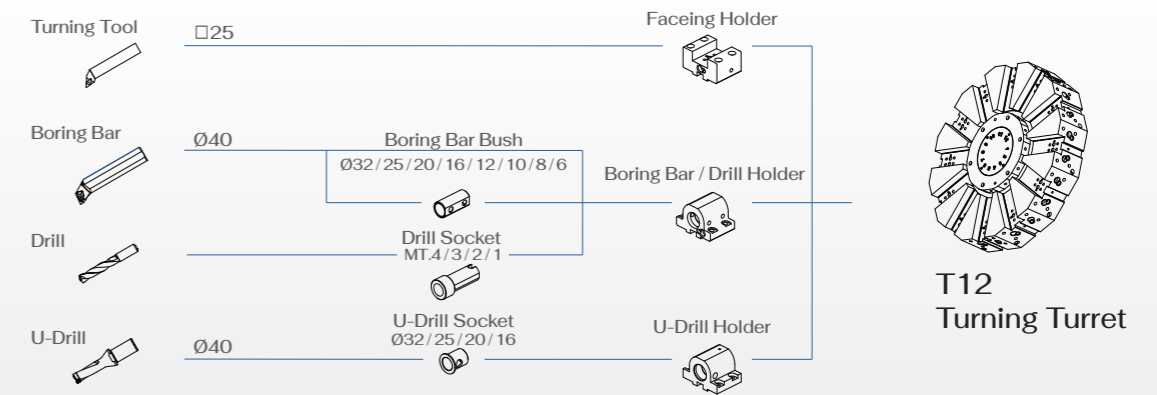 Turning Tool
□25
Faceing Holder
Boring Bar
Ø40
Boring Bar Bush
Ø32/25/20/16/12/10/8/6
Boring Bar / Drill Holder
Drill
Drill Socket
MT.4/3/2/1
U-Drill
Ø40
U-Drill Socket
Ø32/25/20/16
U-Drill Holder
T12
Turning Turret